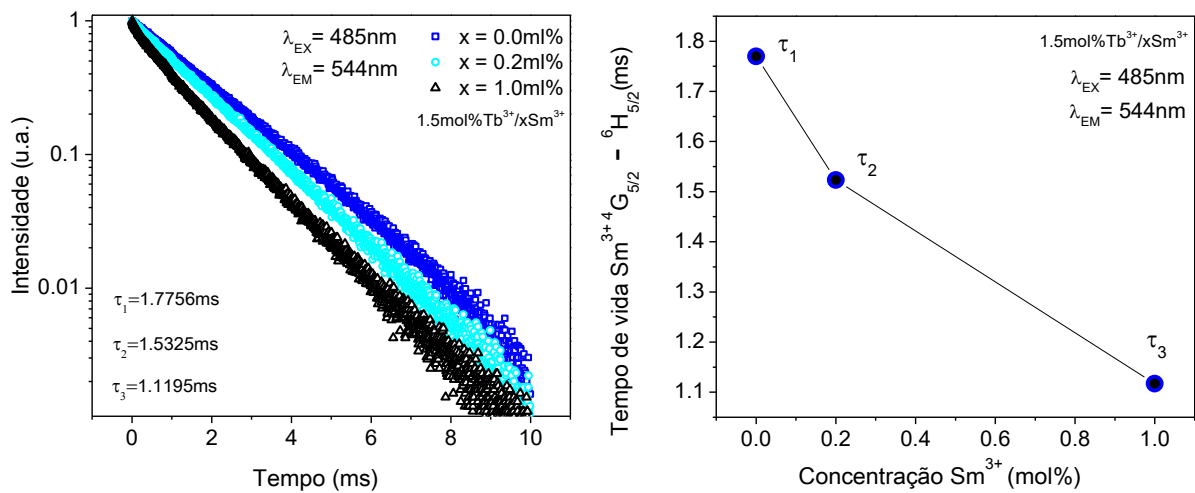 λEX= 485nm
λEM= 544nm
x = 0.0ml%
x = 0.2ml%
x = 1.0ml%
1.5mol%Tb³⁺/xSm³⁺
τ1=1.7756ms
τ2=1.5325ms
τ3=1.1195ms
1
0.1
0.01
Intensidade (u.a.)
0 2 4 6 8 10
Tempo (ms)
1.5mol%Tb³⁺/xSm³⁺
λEX= 485nm
λEM= 544nm
τ1
τ2
τ3
1.8
1.7
1.6
1.5
1.4
1.3
1.2
1.1
Tempo de vida Sm³⁺ ⁴G5/2 – ⁶H5/2(ms)
0.0 0.2 0.4 0.6 0.8 1.0
Concentração Sm³⁺ (mol%)